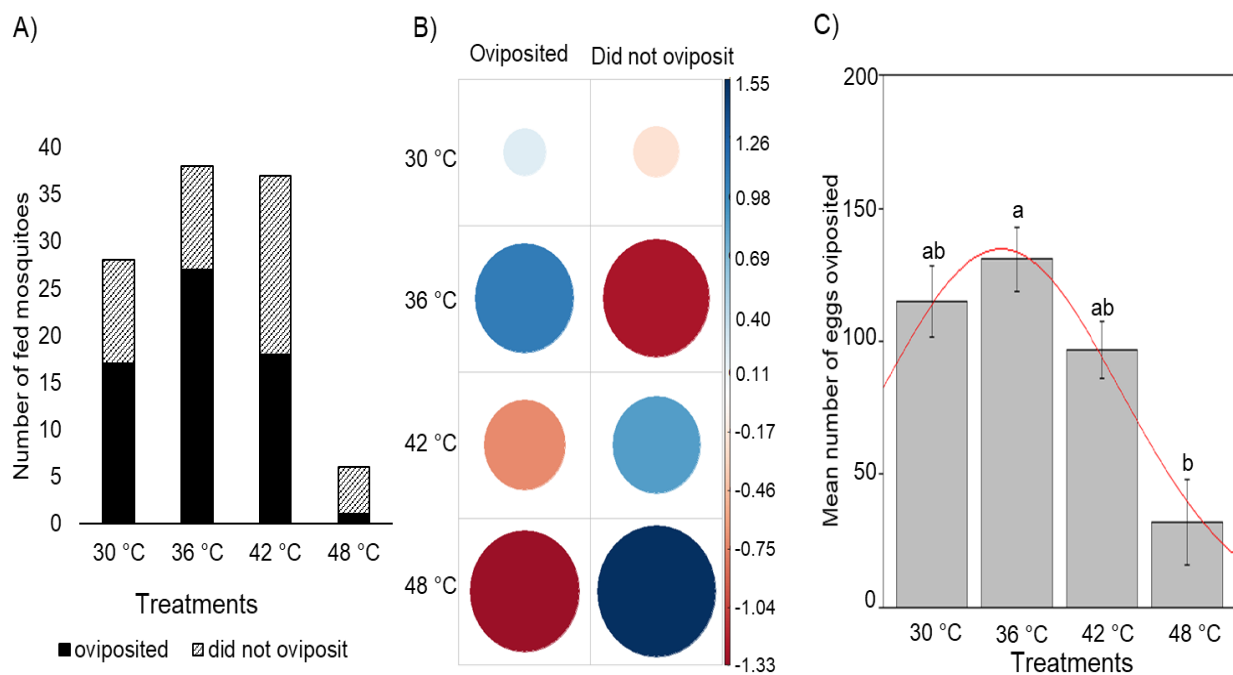 A)
Number of fed mosquitoes
40
35
30
25
20
15
10
5
0
30 °C
36 °C
42 °C
48 °C
Treatments
oviposited
did not oviposit
B)
Oviposited
Did not oviposit
30 °C
36 °C
42 °C
48 °C
1.55
1.26
0.98
0.69
0.40
0.11
-0.17
-0.46
-0.75
-1.04
-1.33
C)
Mean number of eggs oviposited
200
150
100
50
0
ab
a
ab
b
30 °C
36 °C
42 °C
48 °C
Treatments